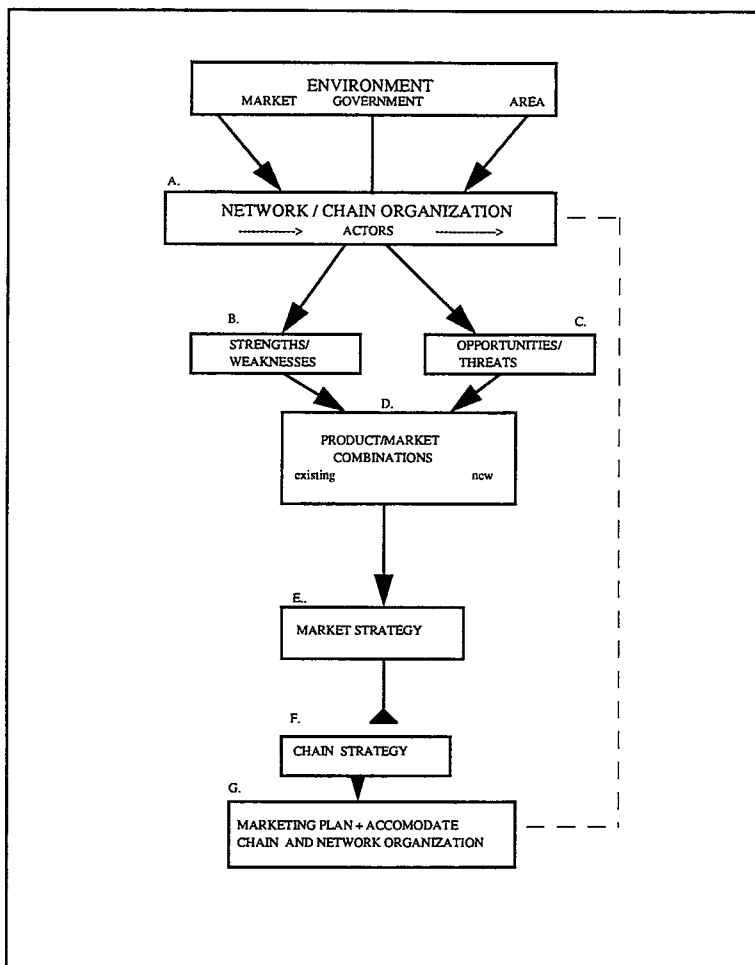 ENVIRONMENT
MARKET GOVERNMENT AREA
A.
NETWORK / CHAIN ORGANIZATION
------------> ACTORS ------------>
B.
C.
STRENGTHS/
WEAKNESSES
OPPORTUNITIES/
THREATS
D.
PRODUCT/MARKET
COMBINATIONS
existing new
E..
MARKET STRATEGY
F.
CHAIN STRATEGY
G.
MARKETING PLAN + ACCOMODATE
CHAIN AND NETWORK ORGANIZATION